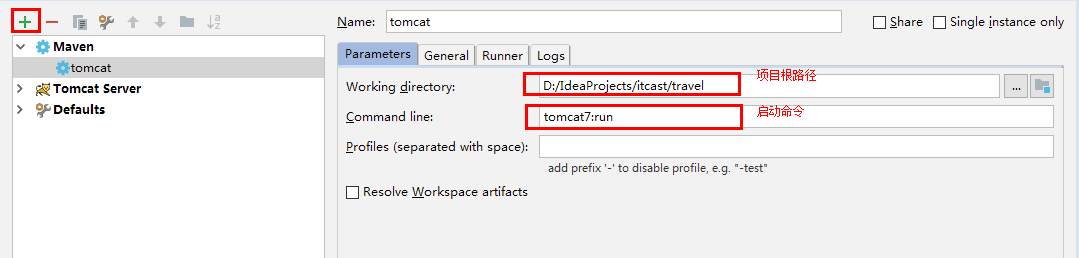 Name: tomcat
Share
Single instance only
Maven
tomcat
Tomcat Server
Defaults
Parameters
General
Runner
Logs
Working directory: D:/IdeaProjects/itcast/travel ...
项目根路径
Command line: tomcat7:run
启动命令
Profiles (separated with space):
add prefix '-' to disable profile, e.g. "-test"
Resolve Workspace artifacts